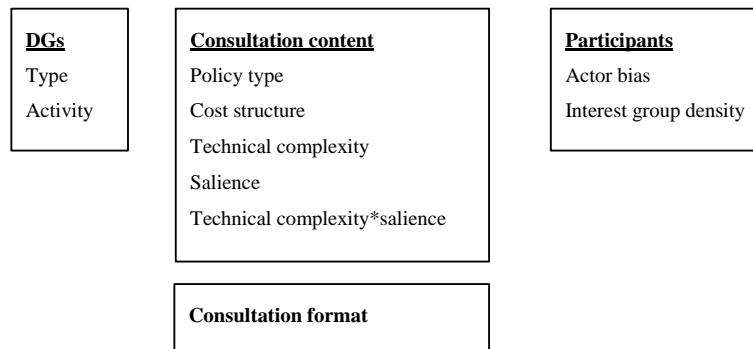 DGs
Type
Activity
Consultation content
Policy type
Cost structure
Technical complexity
Salience
Technical complexity*salience
Participants
Actor bias
Interest group density
Consultation format